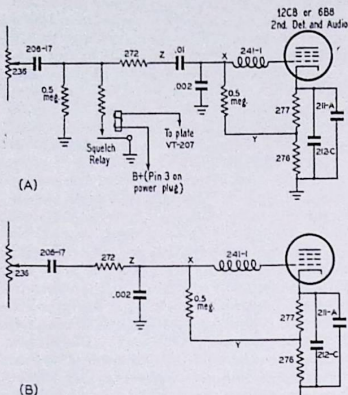 12C8 or 6B8
2nd. Det. and Audio
206-17
272
Z
.01
X
241-1
236
0.5
meg.
.002
0.5
meg.
277
211-A
To plate
VT-207
Y
276
212-C
Squelch
Relay
B+(Pin 3 on
power plug)
(A)
206-17
272
Z
X
241-1
236
.002
0.5
meg.
277
211-A
Y
276
212-C
(B)